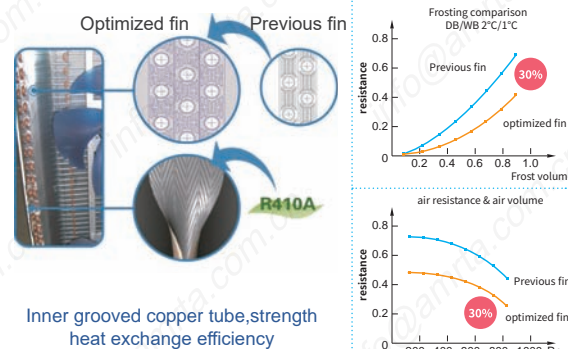 Optimized fin
Previous fin
R410A
Inner grooved copper tube,strength
heat exchange efficiency
Frosting comparison
DB/WB 2°C/1°C
resistance
0.8
0.6
0.4
0.2
0
Previous fin
30%
optimized fin
0.2 0.4 0.6 0.8 1.0
Frost volum
air resistance & air volume
resistance
0.8
0.6
0.4
0.2
0
Previous fin
30%
optimized fin